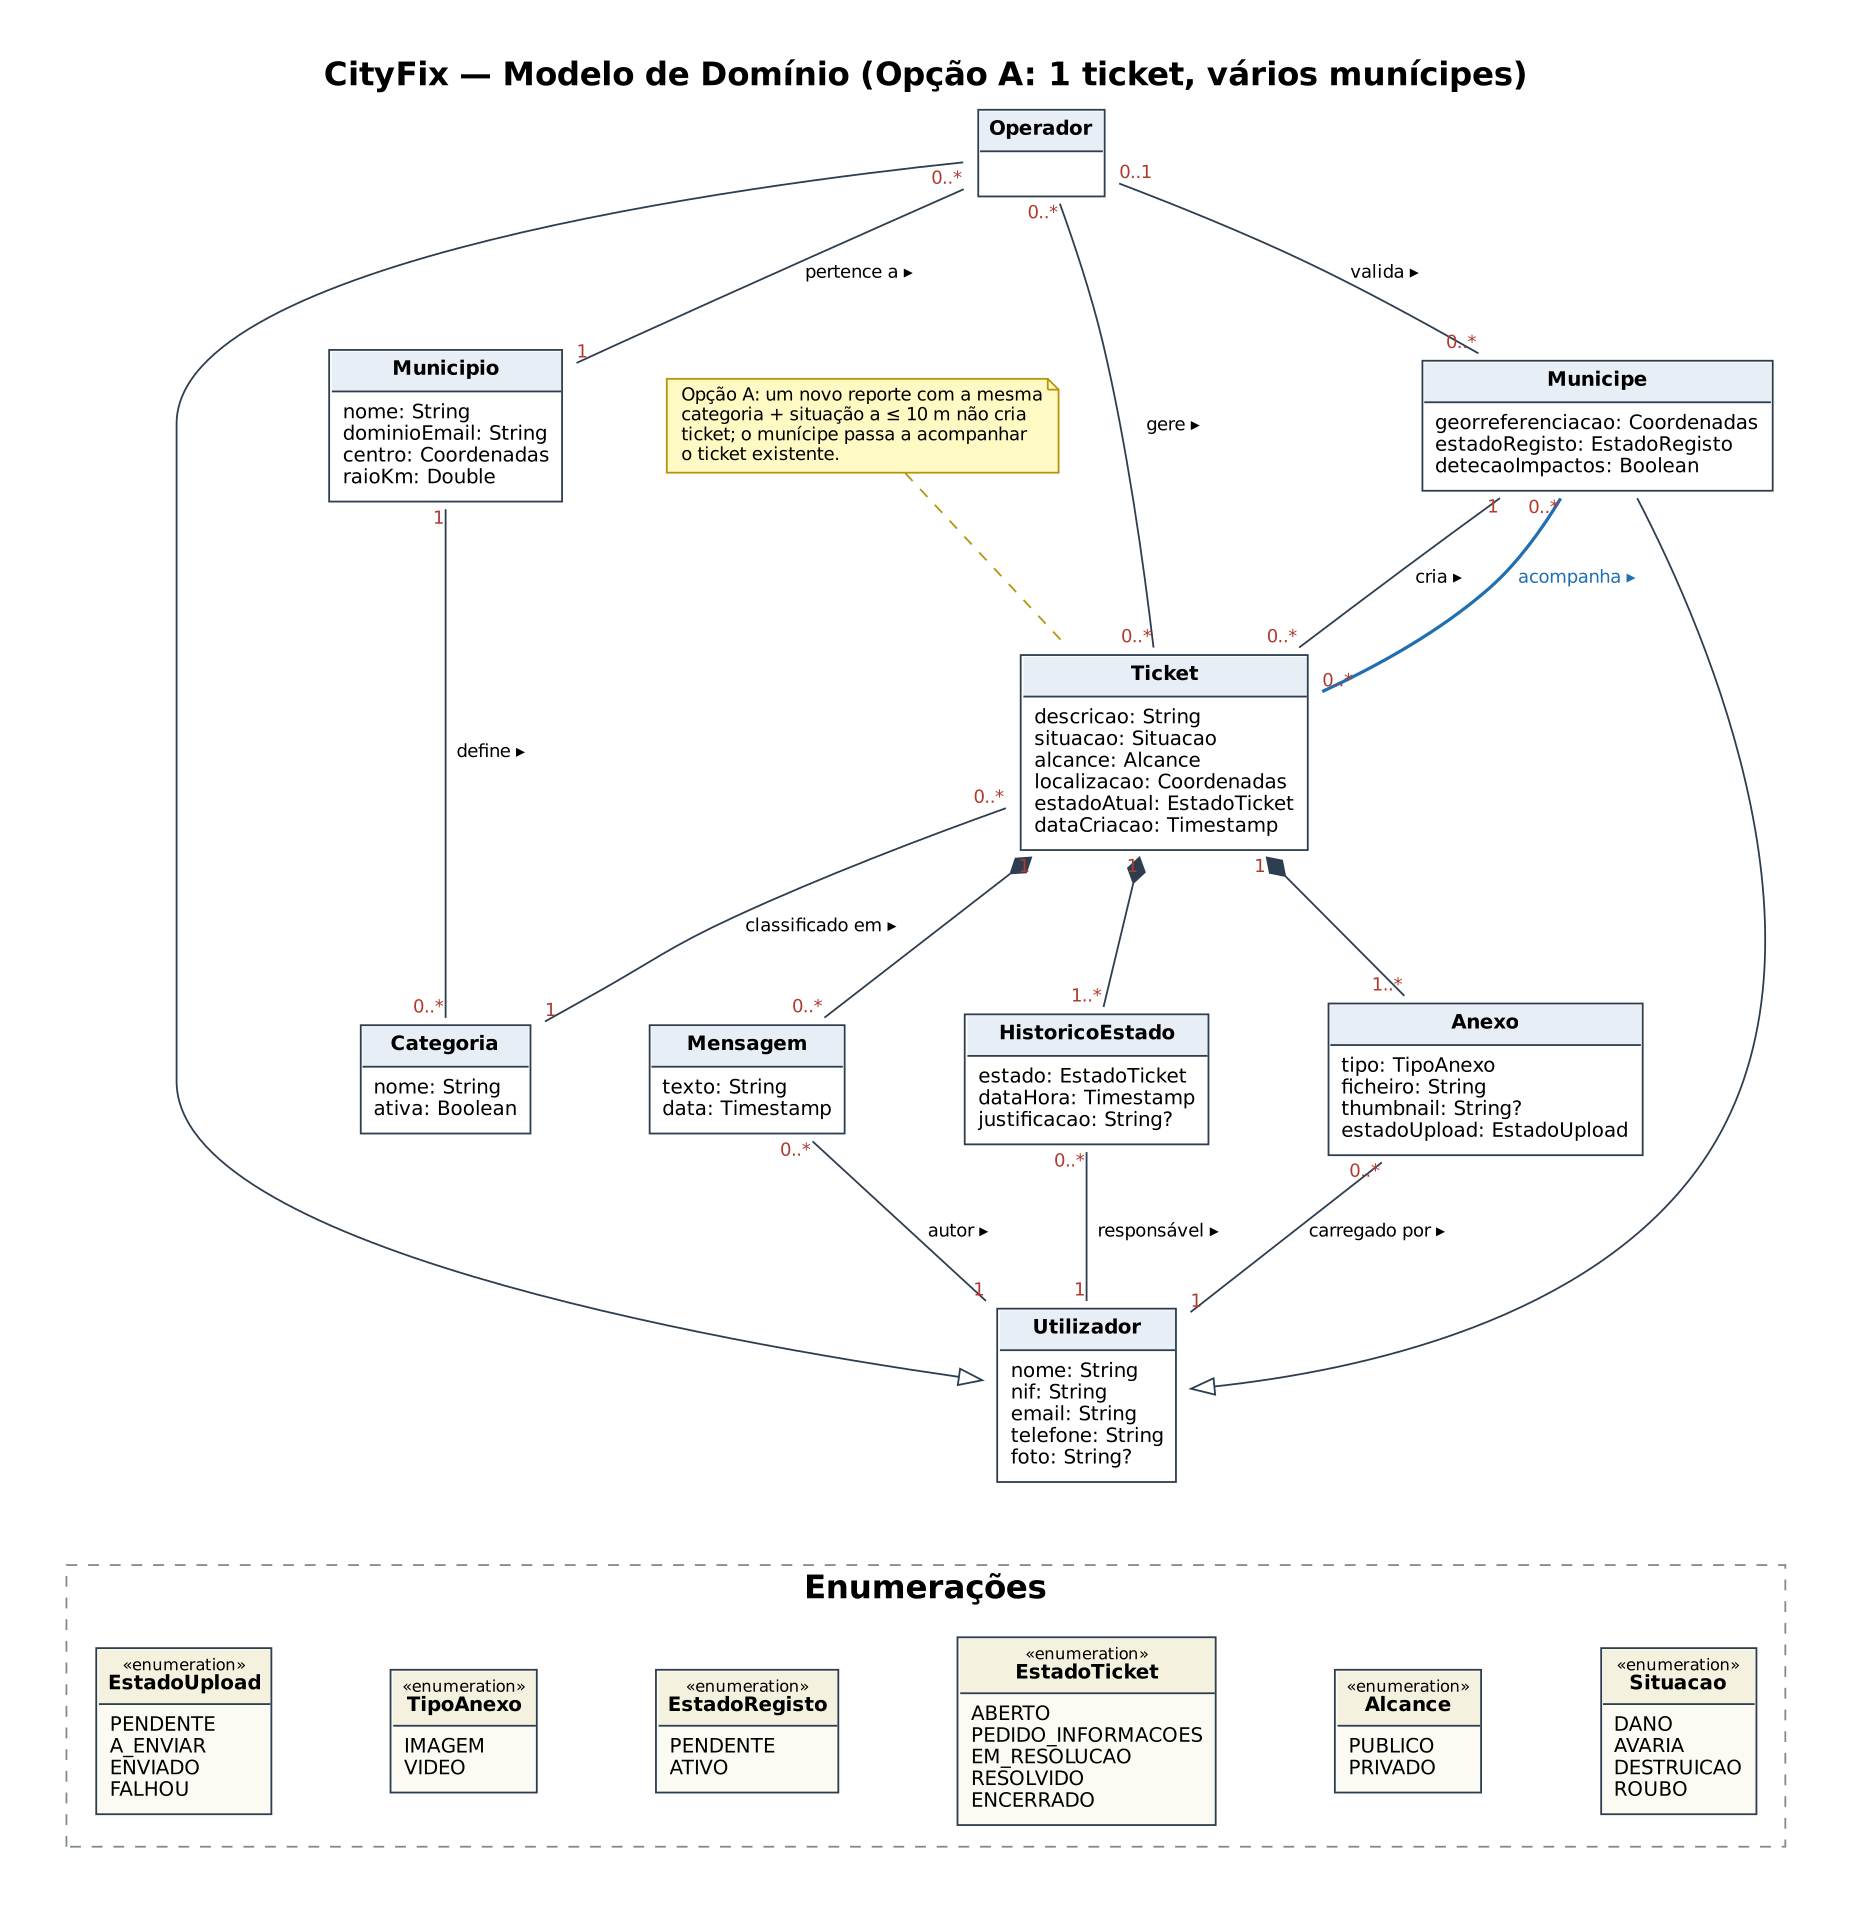 CityFix — Modelo de Domínio (Opção A: 1 ticket, vários munícipes)
Operador
0..*
0..*
0..1
pertence a ▸
valida ▸
1
0..*
Municipio
nome: String
dominioEmail: String
centro: Coordenadas
raioKm: Double
Opção A: um novo reporte com a mesma
categoria + situação a ≤ 10 m não cria
ticket; o munícipe passa a acompanhar
o ticket existente.
gere ▸
Municipe
georreferenciacao: Coordenadas
estadoRegisto: EstadoRegisto
detecaoImpactos: Boolean
1
1
0..*
cria ▸
acompanha ▸
0..*
0..*
0..*
Ticket
descricao: String
situacao: Situacao
alcance: Alcance
localizacao: Coordenadas
estadoAtual: EstadoTicket
dataCriacao: Timestamp
define ▸
0..*
1
1
1
classificado em ▸
0..*
1
0..*
1..*
1..*
Categoria
nome: String
ativa: Boolean
Mensagem
texto: String
data: Timestamp
HistoricoEstado
estado: EstadoTicket
dataHora: Timestamp
justificacao: String?
Anexo
tipo: TipoAnexo
ficheiro: String
thumbnail: String?
estadoUpload: EstadoUpload
0..*
0..*
0..*
autor ▸
responsável ▸
carregado por ▸
1
1
1
Utilizador
nome: String
nif: String
email: String
telefone: String
foto: String?
Enumerações
«enumeration»
EstadoUpload
PENDENTE
A_ENVIAR
ENVIADO
FALHOU
«enumeration»
TipoAnexo
IMAGEM
VIDEO
«enumeration»
EstadoRegisto
PENDENTE
ATIVO
«enumeration»
EstadoTicket
ABERTO
PEDIDO_INFORMACOES
EM_RESOLUCAO
RESOLVIDO
ENCERRADO
«enumeration»
Alcance
PUBLICO
PRIVADO
«enumeration»
Situacao
DANO
AVARIA
DESTRUICAO
ROUBO